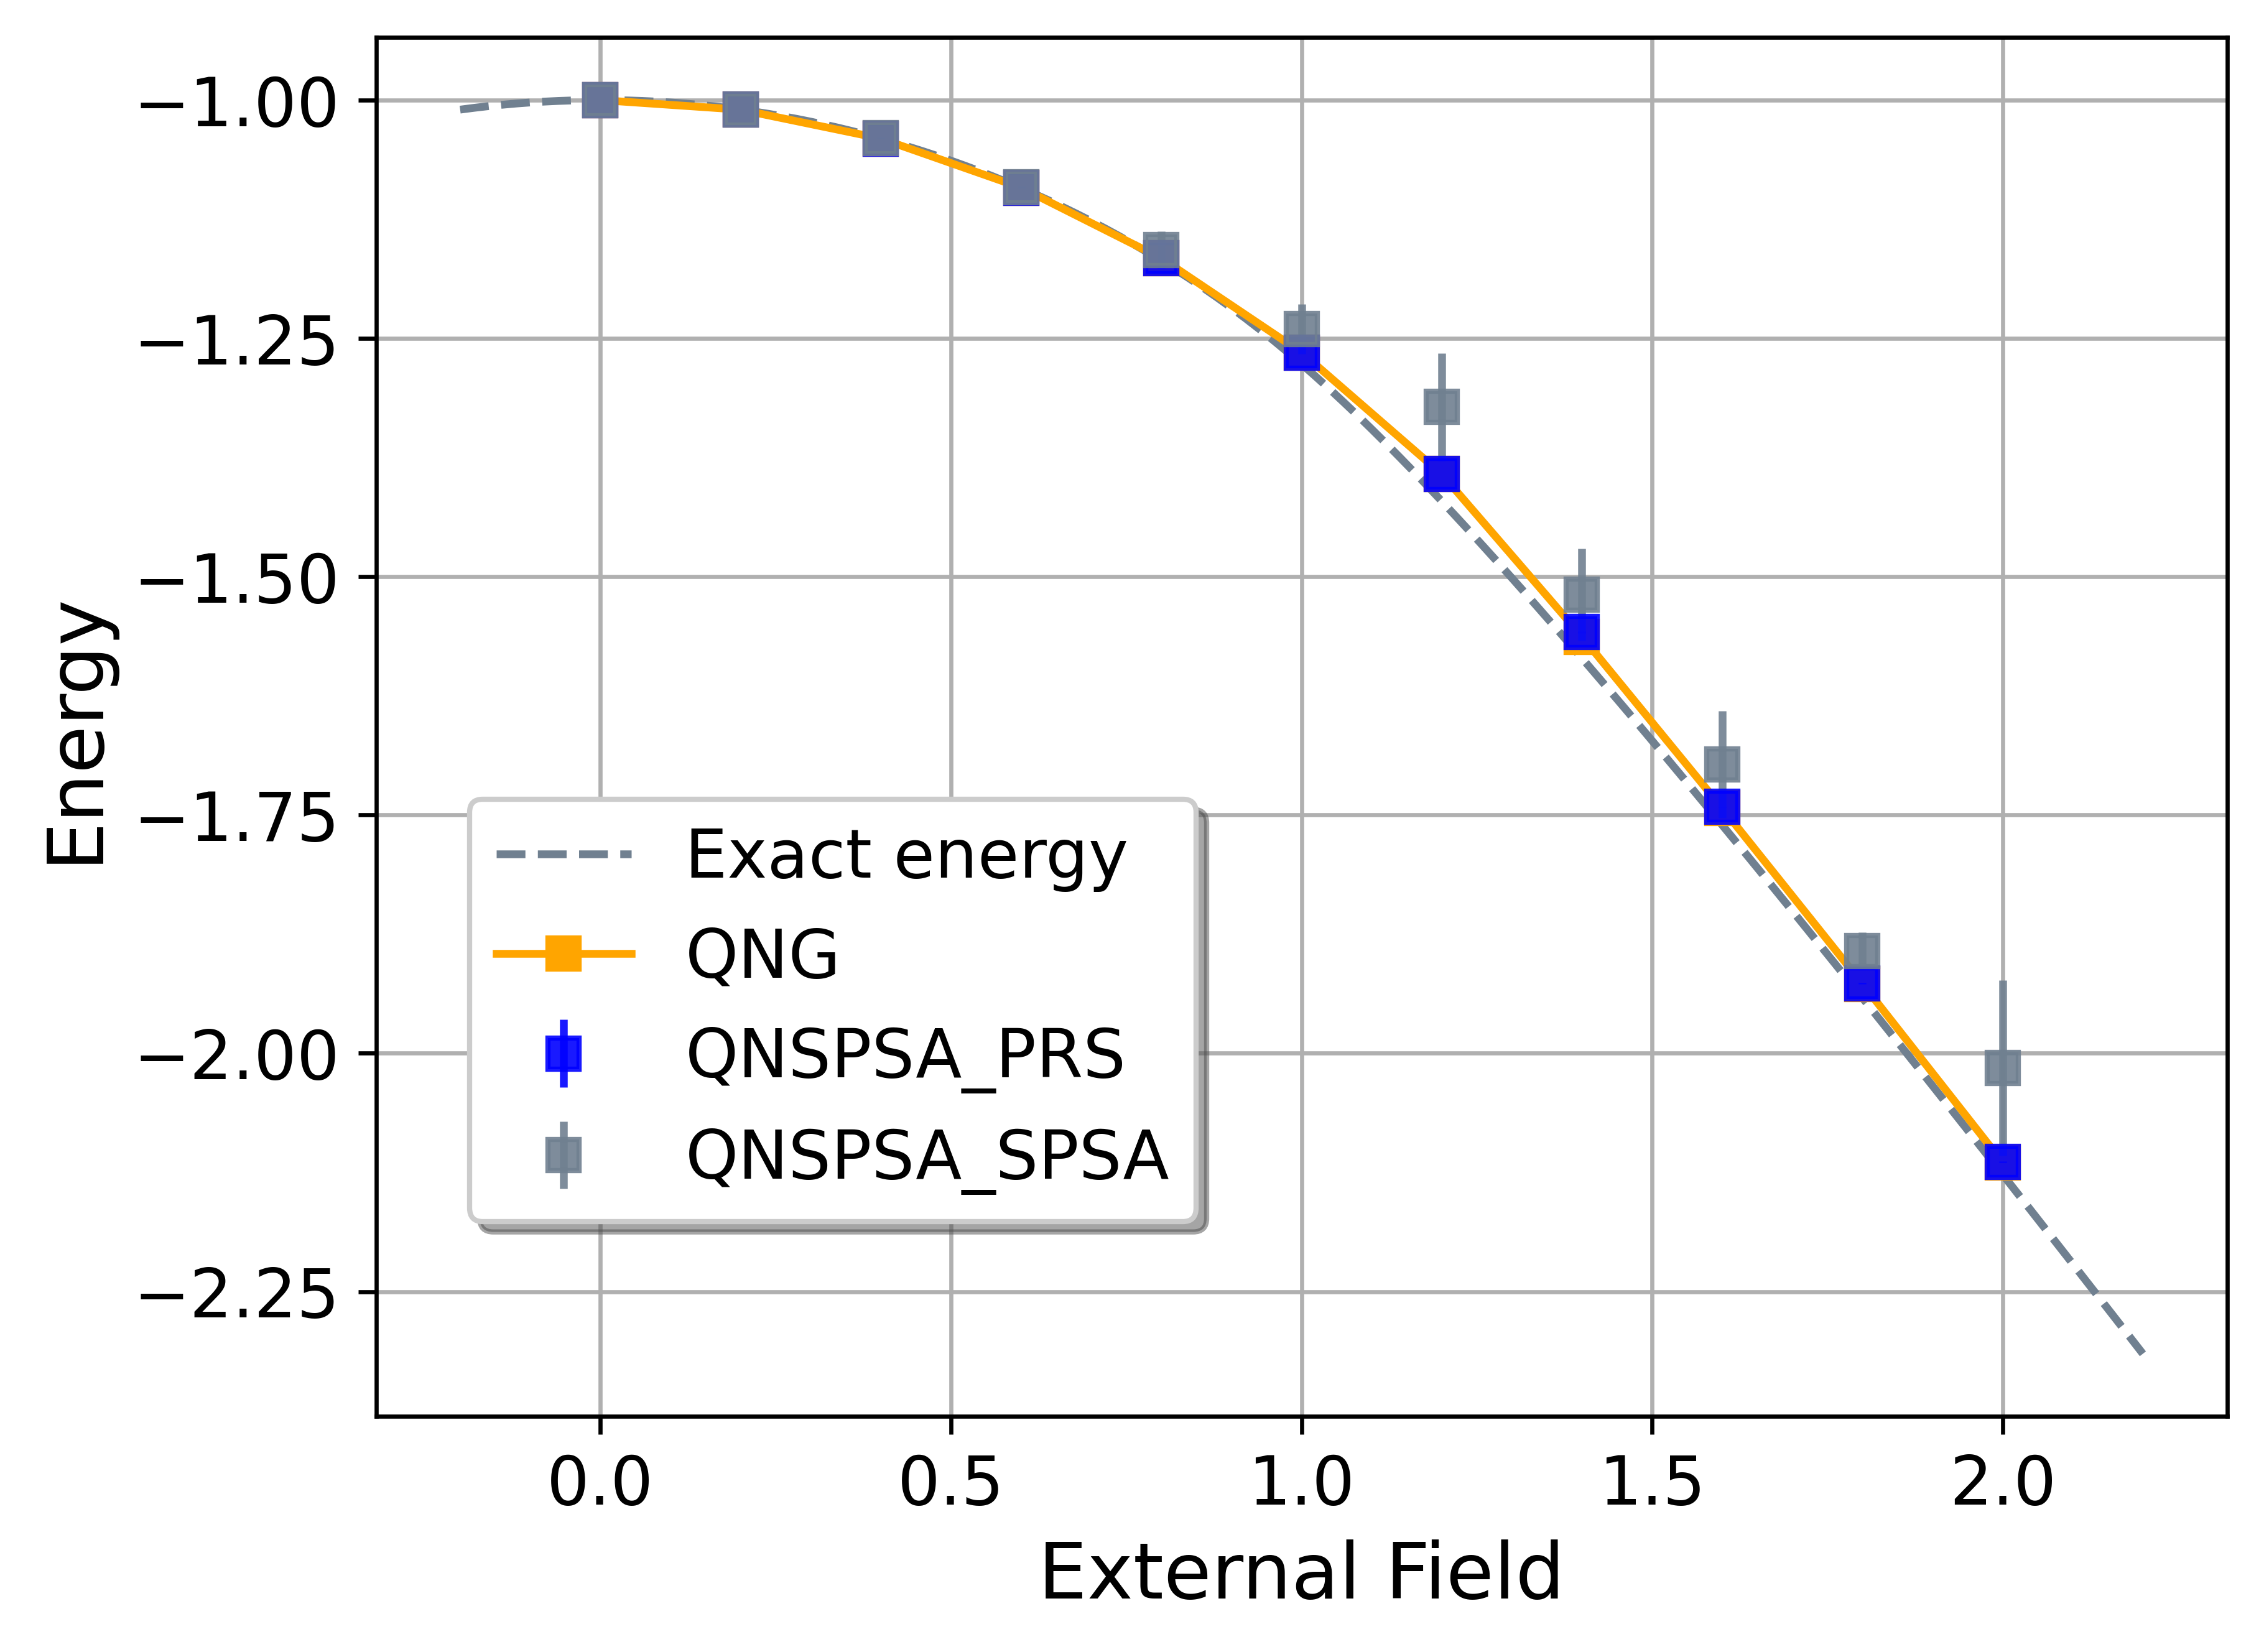 −1.00
−1.25
−1.50
−1.75
−2.00
−2.25
Energy
Exact energy
QNG
QNSPSA_PRS
QNSPSA_SPSA
0.0 0.5 1.0 1.5 2.0
External Field